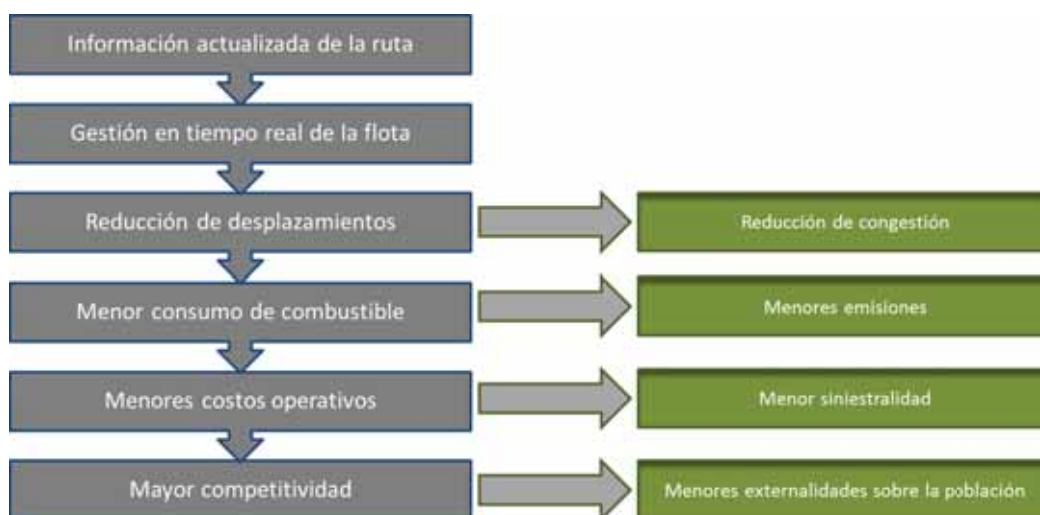 Información actualizada de la ruta
Gestión en tiempo real de la flota
Reducción de desplazamientos
Reducción de congestión
Menor consumo de combustible
Menores emisiones
Menores costos operativos
Menor siniestralidad
Mayor competitividad
Menores externalidades sobre la población